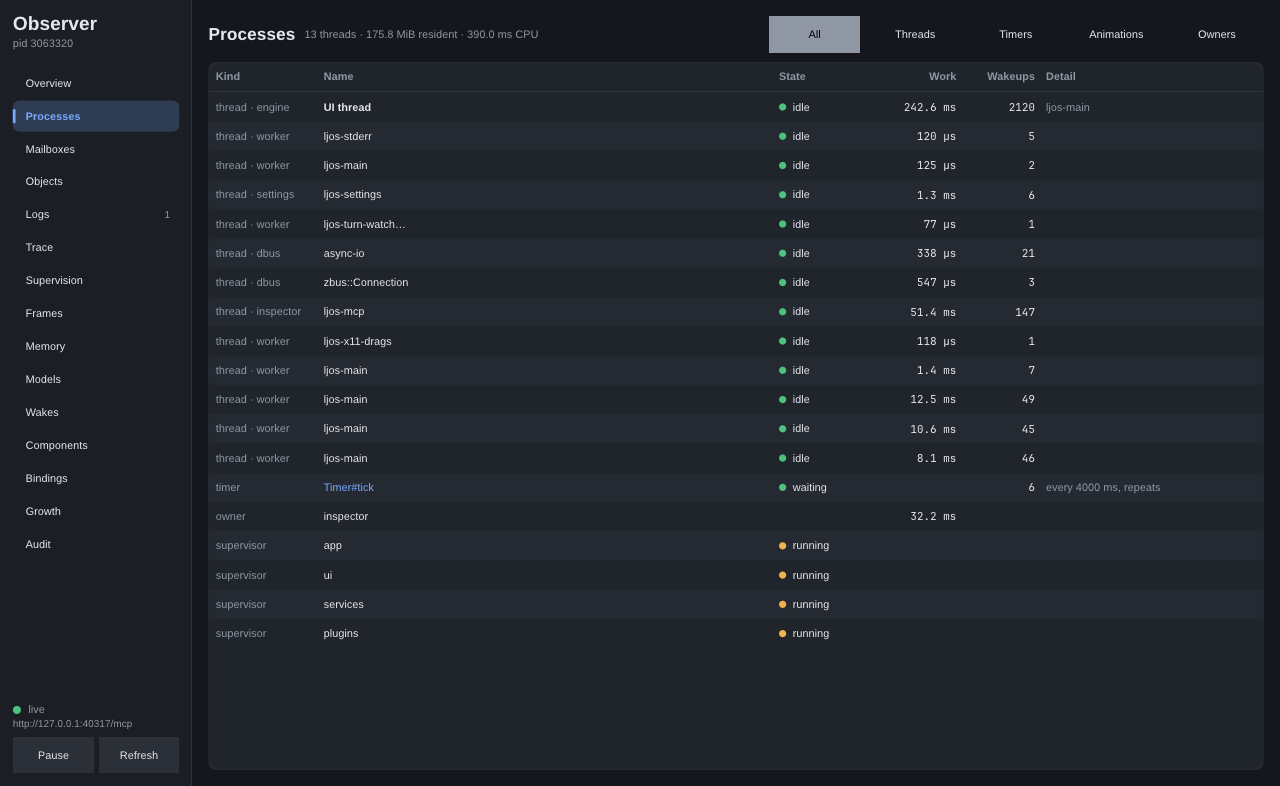 Observer
pid 3063320
Overview
Processes
Mailboxes
Objects
Logs 1
Trace
Supervision
Frames
Memory
Models
Wakes
Components
Bindings
Growth
Audit
live
http://127.0.0.1:40317/mcp
Pause Refresh
Processes 13 threads · 175.8 MiB resident · 390.0 ms CPU
All Threads Timers Animations Owners
Kind Name State Work Wakeups Detail
thread · engine UI thread idle 242.6 ms 2120 ljos-main
thread · worker ljos-stderr idle 120 µs 5
thread · worker ljos-main idle 125 µs 2
thread · settings ljos-settings idle 1.3 ms 6
thread · worker ljos-turn-watch… idle 77 µs 1
thread · dbus async-io idle 338 µs 21
thread · dbus zbus::Connection idle 547 µs 3
thread · inspector ljos-mcp idle 51.4 ms 147
thread · worker ljos-x11-drags idle 118 µs 1
thread · worker ljos-main idle 1.4 ms 7
thread · worker ljos-main idle 12.5 ms 49
thread · worker ljos-main idle 10.6 ms 45
thread · worker ljos-main idle 8.1 ms 46
timer Timer#tick waiting 6 every 4000 ms, repeats
owner inspector 32.2 ms
supervisor app running
supervisor ui running
supervisor services running
supervisor plugins running